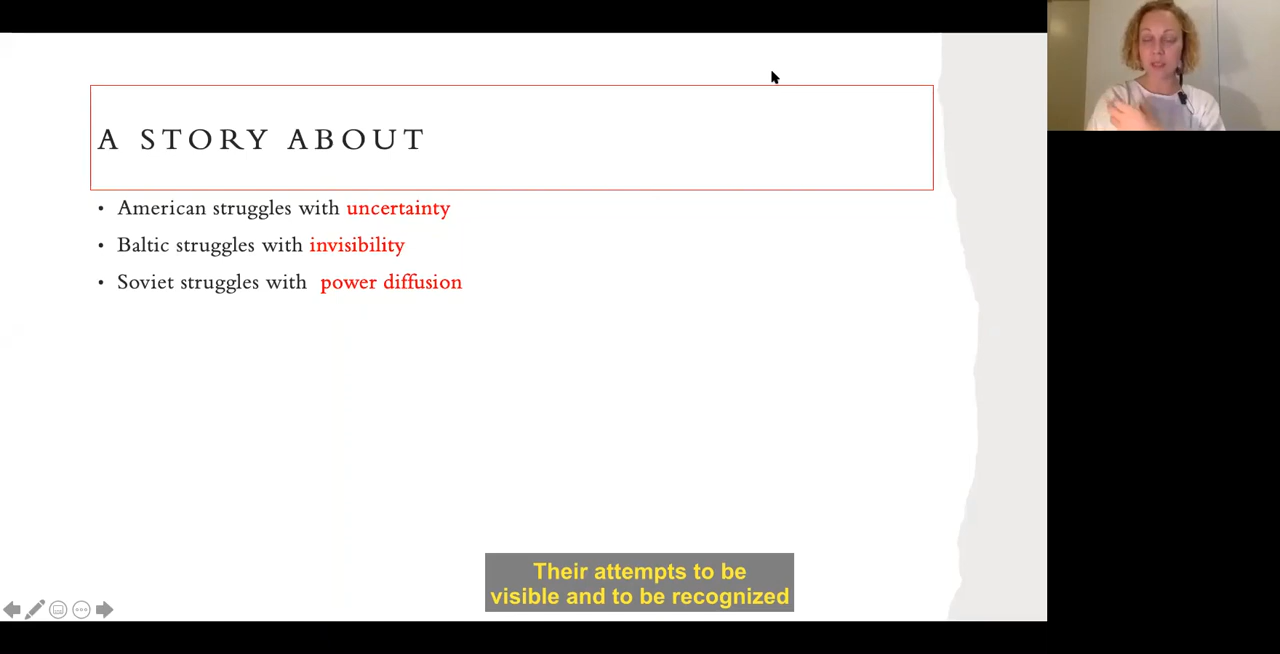 A STORY ABOUT
• American struggles with uncertainty
• Baltic struggles with invisibility
• Soviet struggles with power diffusion
Their attempts to be
visible and to be recognized